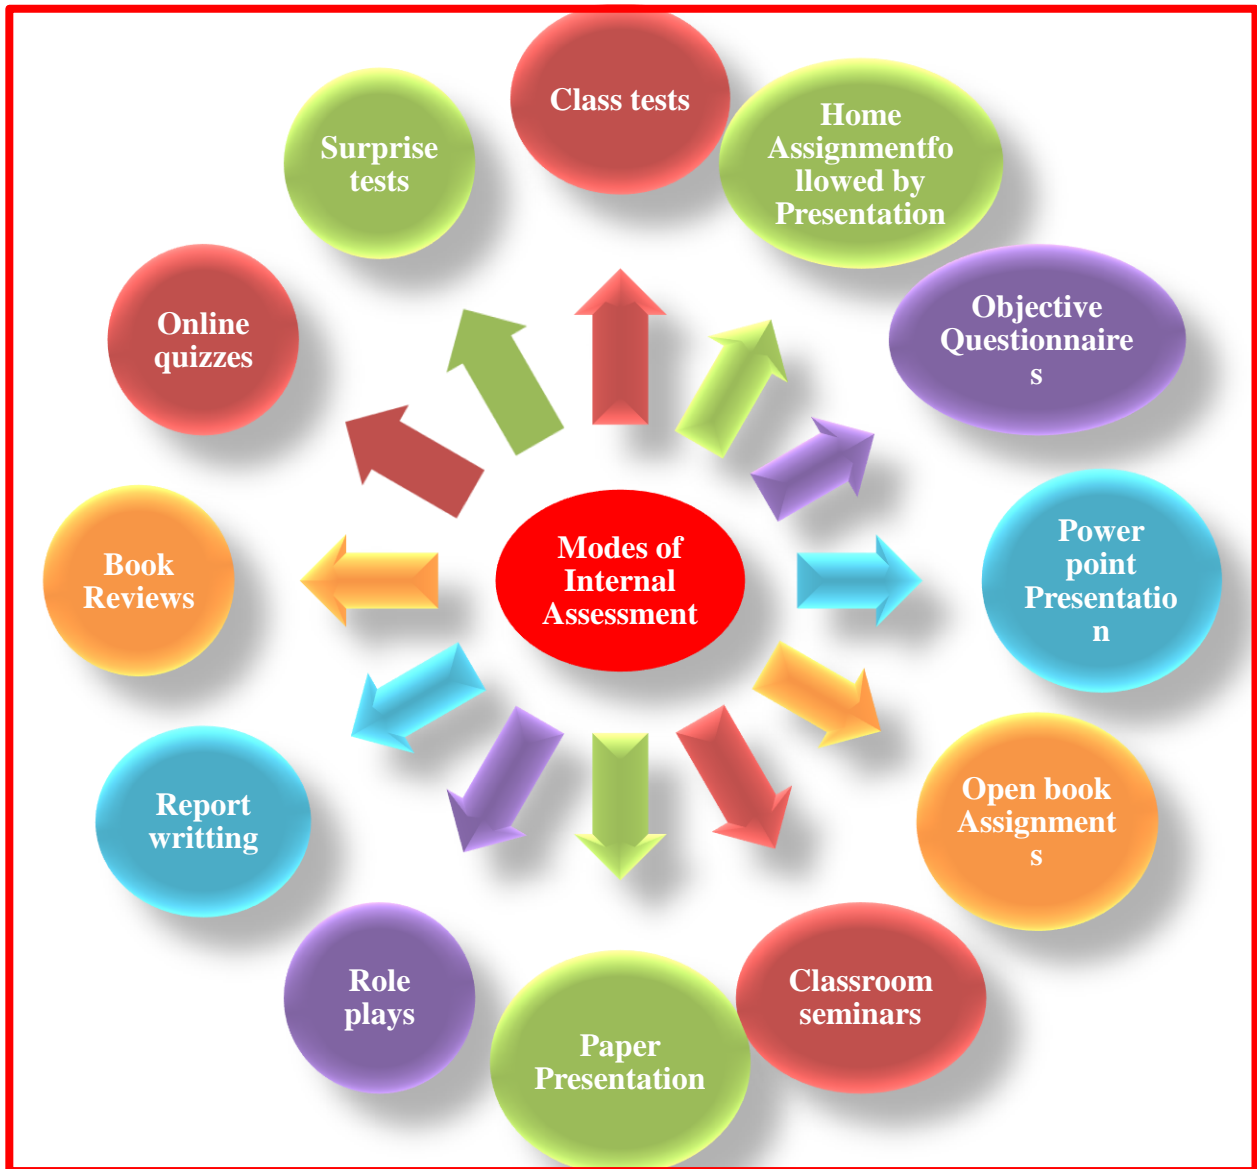 Class tests
Home
Assignmentfo
llowed by
Presentation
Objective
Questionnaire
s
Power
point
Presentatio
n
Open book
Assignment
s
Classroom
seminars
Paper
Presentation
Role
plays
Report
writting
Book
Reviews
Online
quizzes
Surprise
tests
Modes of
Internal
Assessment